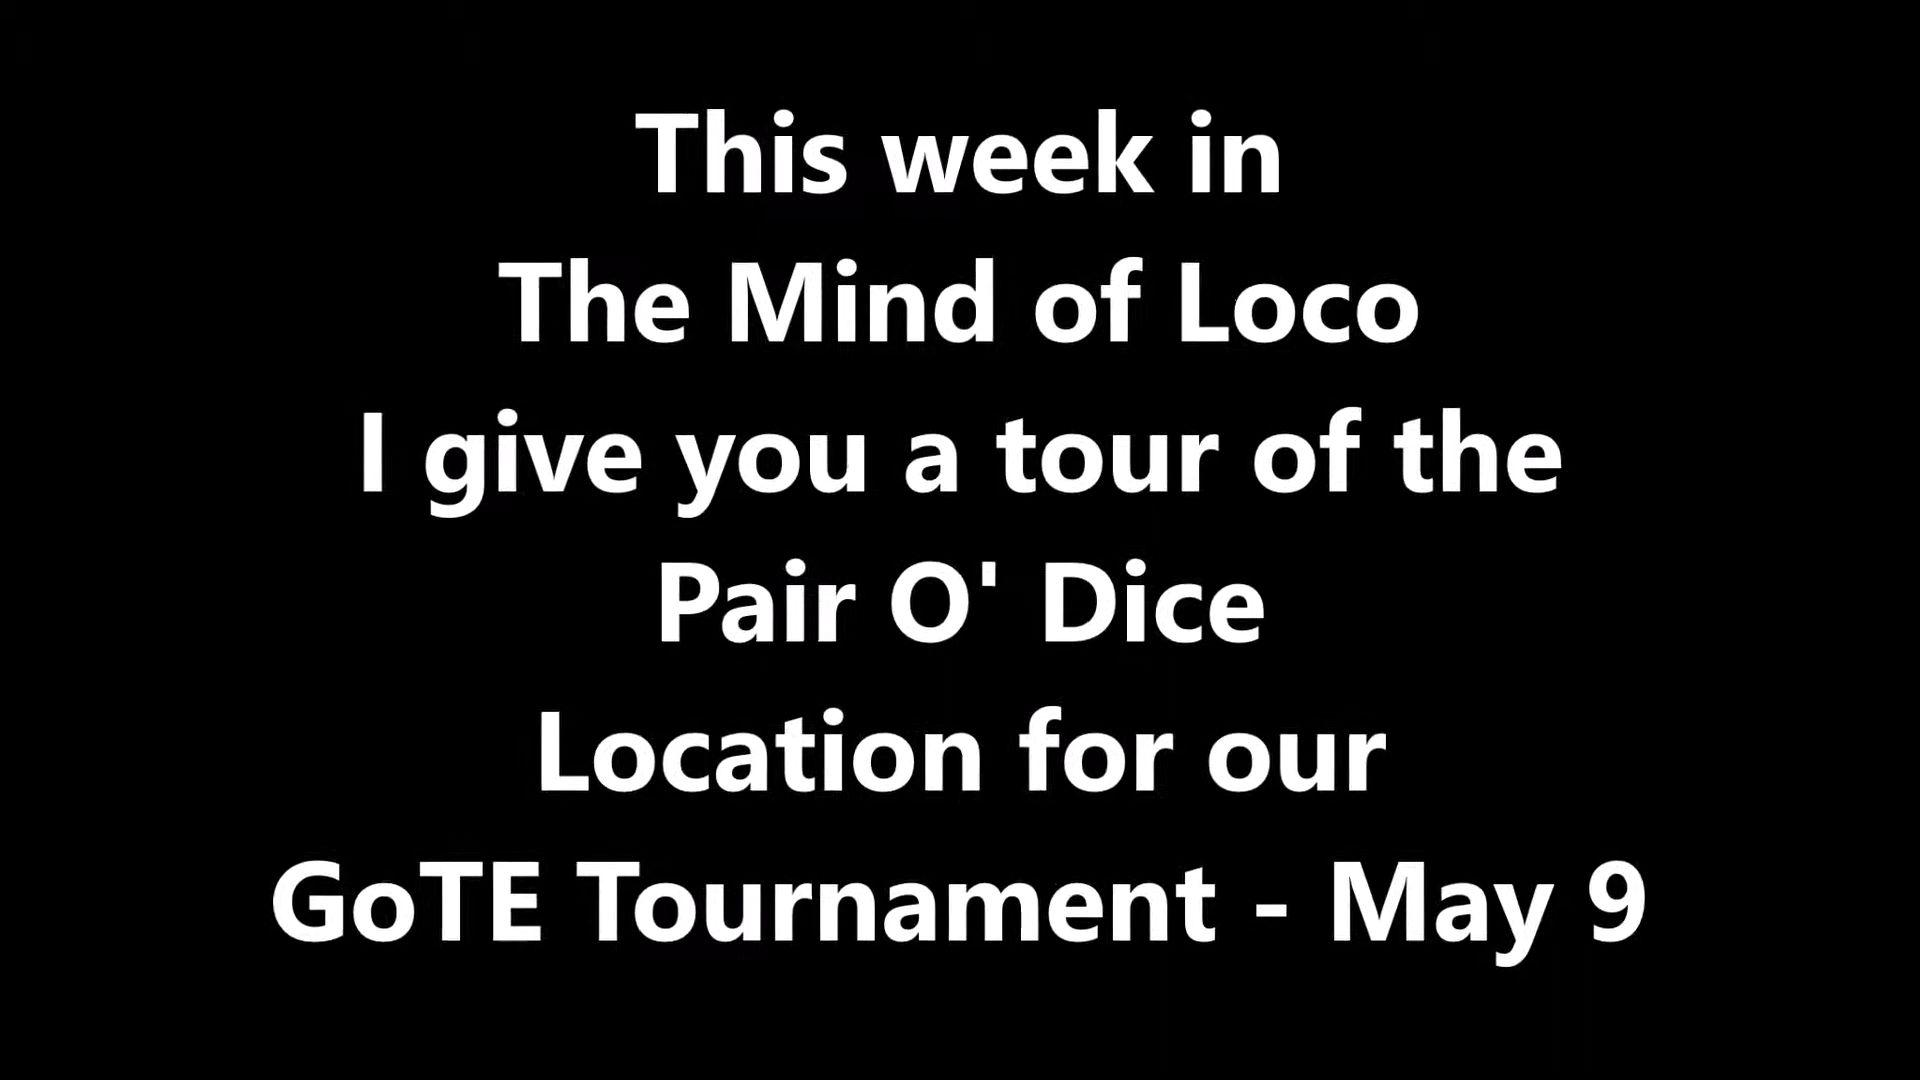 This week in
The Mind of Loco
I give you a tour of the
Pair O' Dice
Location for our
GoTE Tournament - May 9